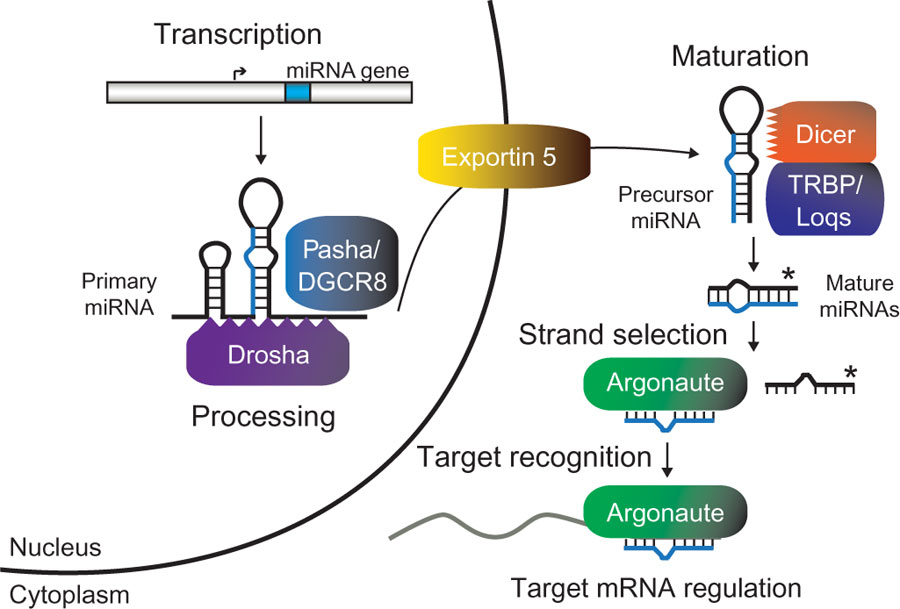 Transcription
miRNA gene
Primary
miRNA
Pasha/
DGCR8
Drosha
Processing
Exportin 5
Maturation
Precursor
miRNA
Dicer
TRBP/
Loqs
*
Mature
miRNAs
Strand selection
Argonaute
*
Target recognition
Argonaute
Target mRNA regulation
Nucleus
Cytoplasm